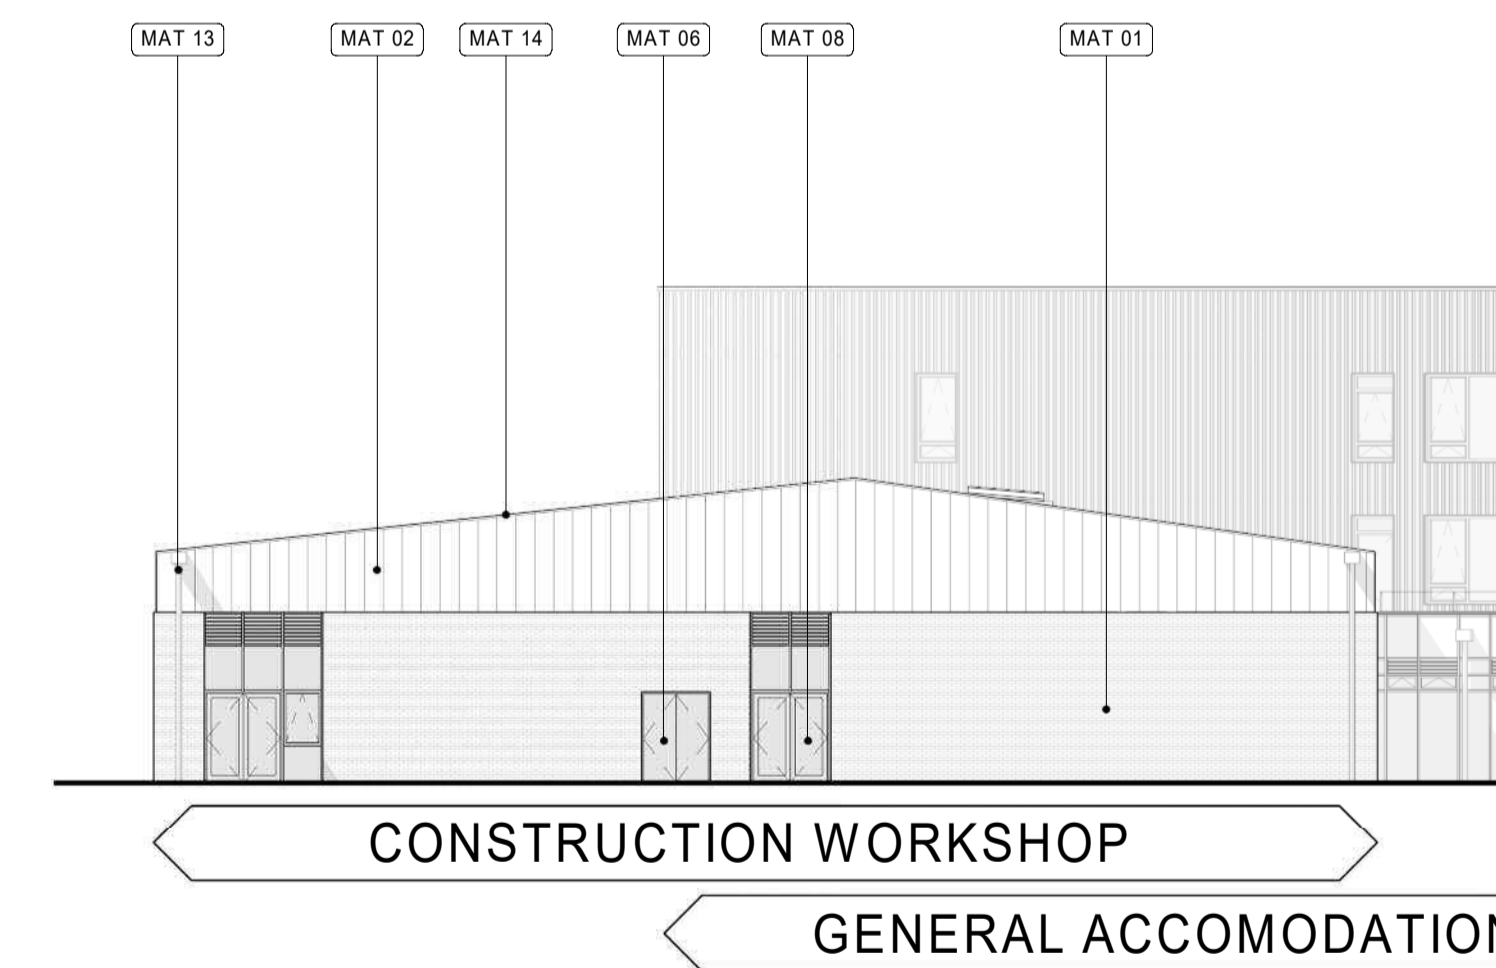 MAT 13 MAT 02 MAT 14 MAT 06 MAT 08 MAT 01
CONSTRUCTION WORKSHOP
GENERAL ACCOMODATION